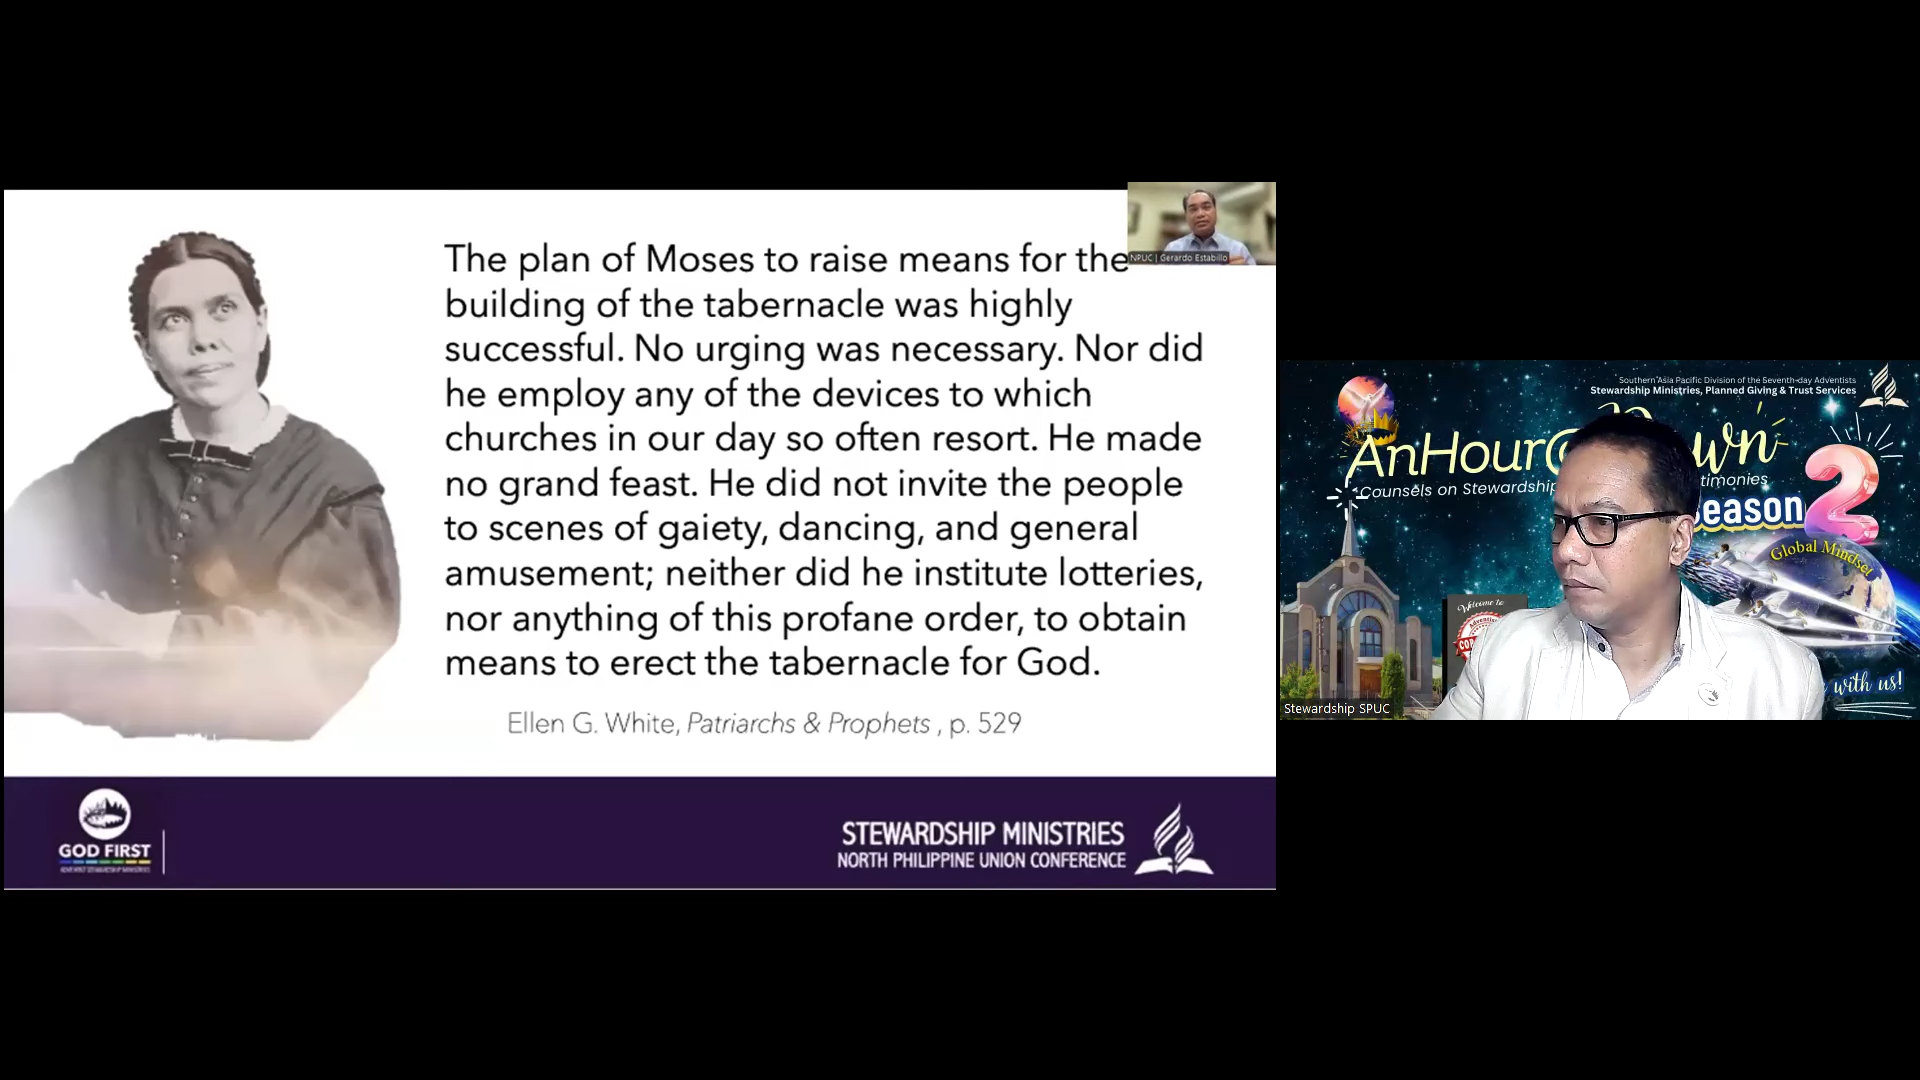 The plan of Moses to raise means for the
building of the tabernacle was highly
successful. No urging was necessary. Nor did
he employ any of the devices to which
churches in our day so often resort. He made
no grand feast. He did not invite the people
to scenes of gaiety, dancing, and general
amusement; neither did he institute lotteries,
nor anything of this profane order, to obtain
means to erect the tabernacle for God.
Ellen G. White, Patriarchs & Prophets , p. 529
NPUC | Gerardo Estabillo
GOD FIRST
STEWARDSHIP MINISTRIES
NORTH PHILIPPINE UNION CONFERENCE
Southern Asia Pacific Division of the Seventh-day Adventists
Stewardship Ministries, Planned Giving & Trust Services
AnHour@ wn
Counsels on Stewardship timonies
eason 2
Global Mindset
Welcome to
with us!
Stewardship SPUC